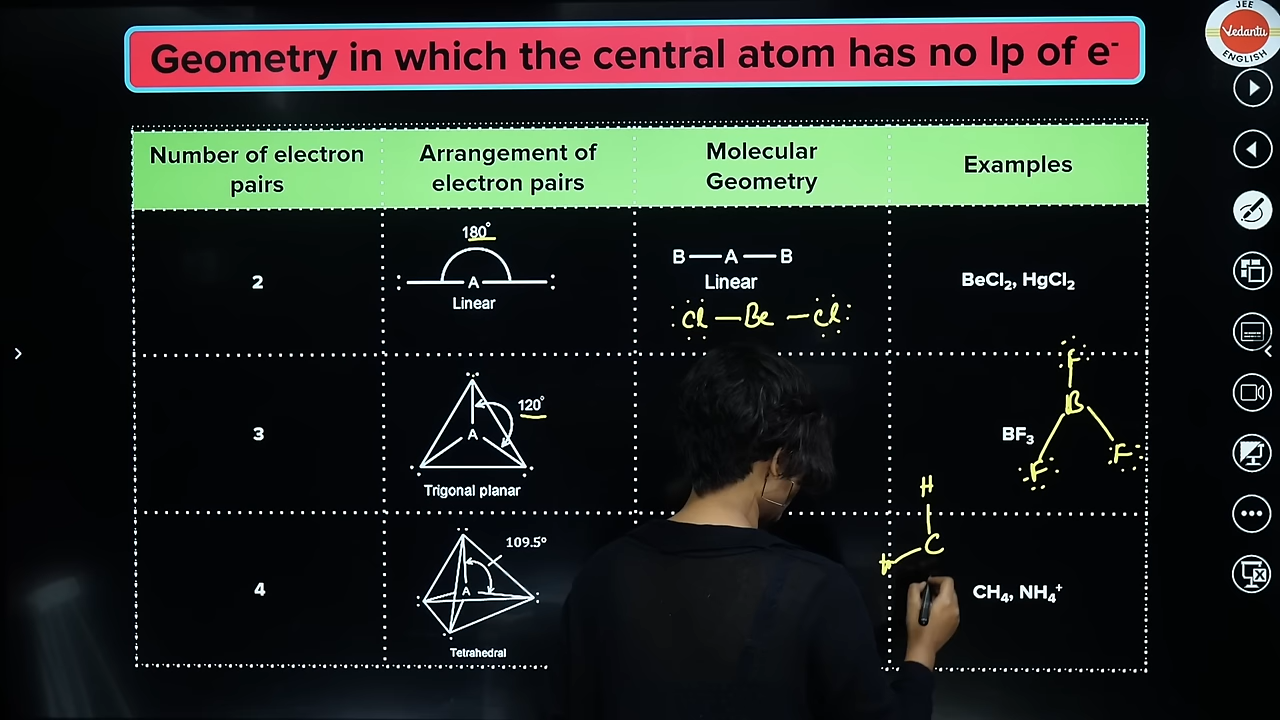 Geometry in which the central atom has no lp of e⁻
JEE
Vedantu
ENGLISH
Number of electron pairs
Arrangement of electron pairs
Molecular Geometry
Examples
2
180°
:
A
:
Linear
B — A — B
Linear
:Cl — Be — Cl:
BeCl₂, HgCl₂
3
120°
A
Trigonal planar
BF₃
F
B
F
F
4
109.5°
A
Tetrahedral
H
C
H
CH₄, NH₄⁺